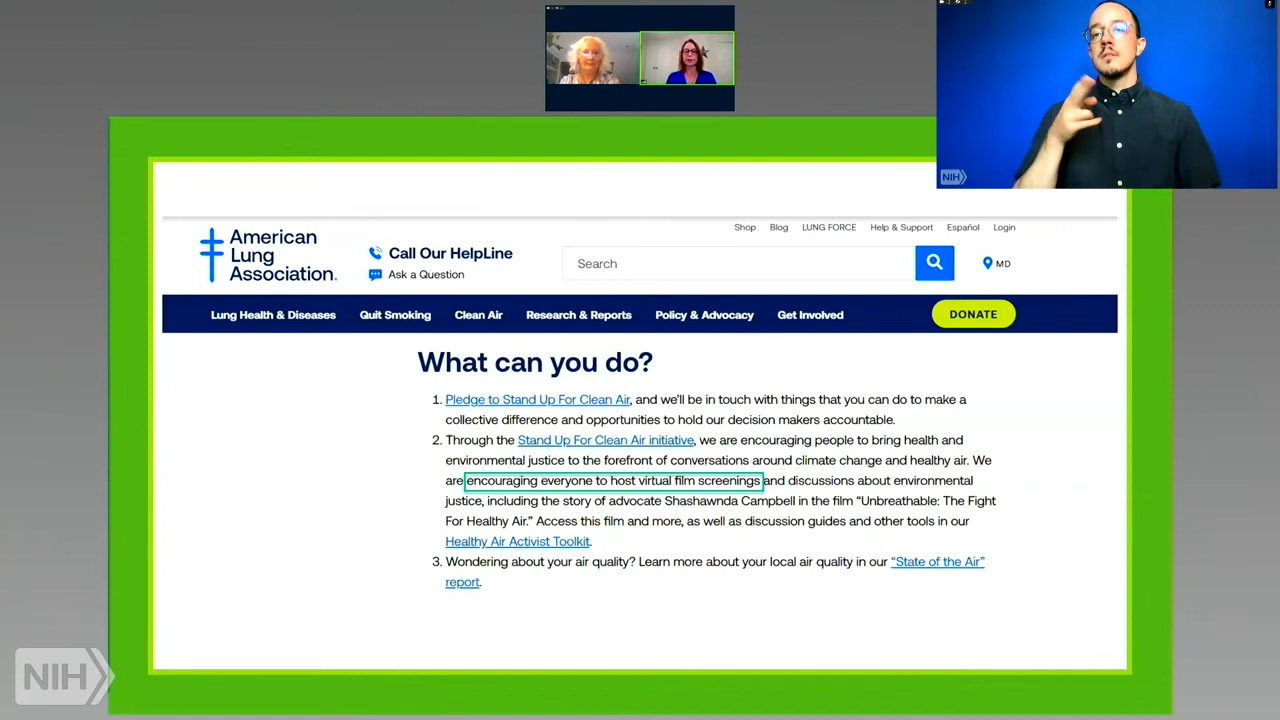 NIH
American
Lung
Association.
Call Our HelpLine
Ask a Question
Shop Blog LUNG FORCE Help & Support Español Login
Search
MD
Lung Health & Diseases Quit Smoking Clean Air Research & Reports Policy & Advocacy Get Involved DONATE
What can you do?
1. Pledge to Stand Up For Clean Air, and we'll be in touch with things that you can do to make a
collective difference and opportunities to hold our decision makers accountable.
2. Through the Stand Up For Clean Air initiative, we are encouraging people to bring health and
environmental justice to the forefront of conversations around climate change and healthy air. We
are encouraging everyone to host virtual film screenings and discussions about environmental
justice, including the story of advocate Shashawnda Campbell in the film “Unbreathable: The Fight
For Healthy Air.” Access this film and more, as well as discussion guides and other tools in our
Healthy Air Activist Toolkit.
3. Wondering about your air quality? Learn more about your local air quality in our “State of the Air”
report.
NIH